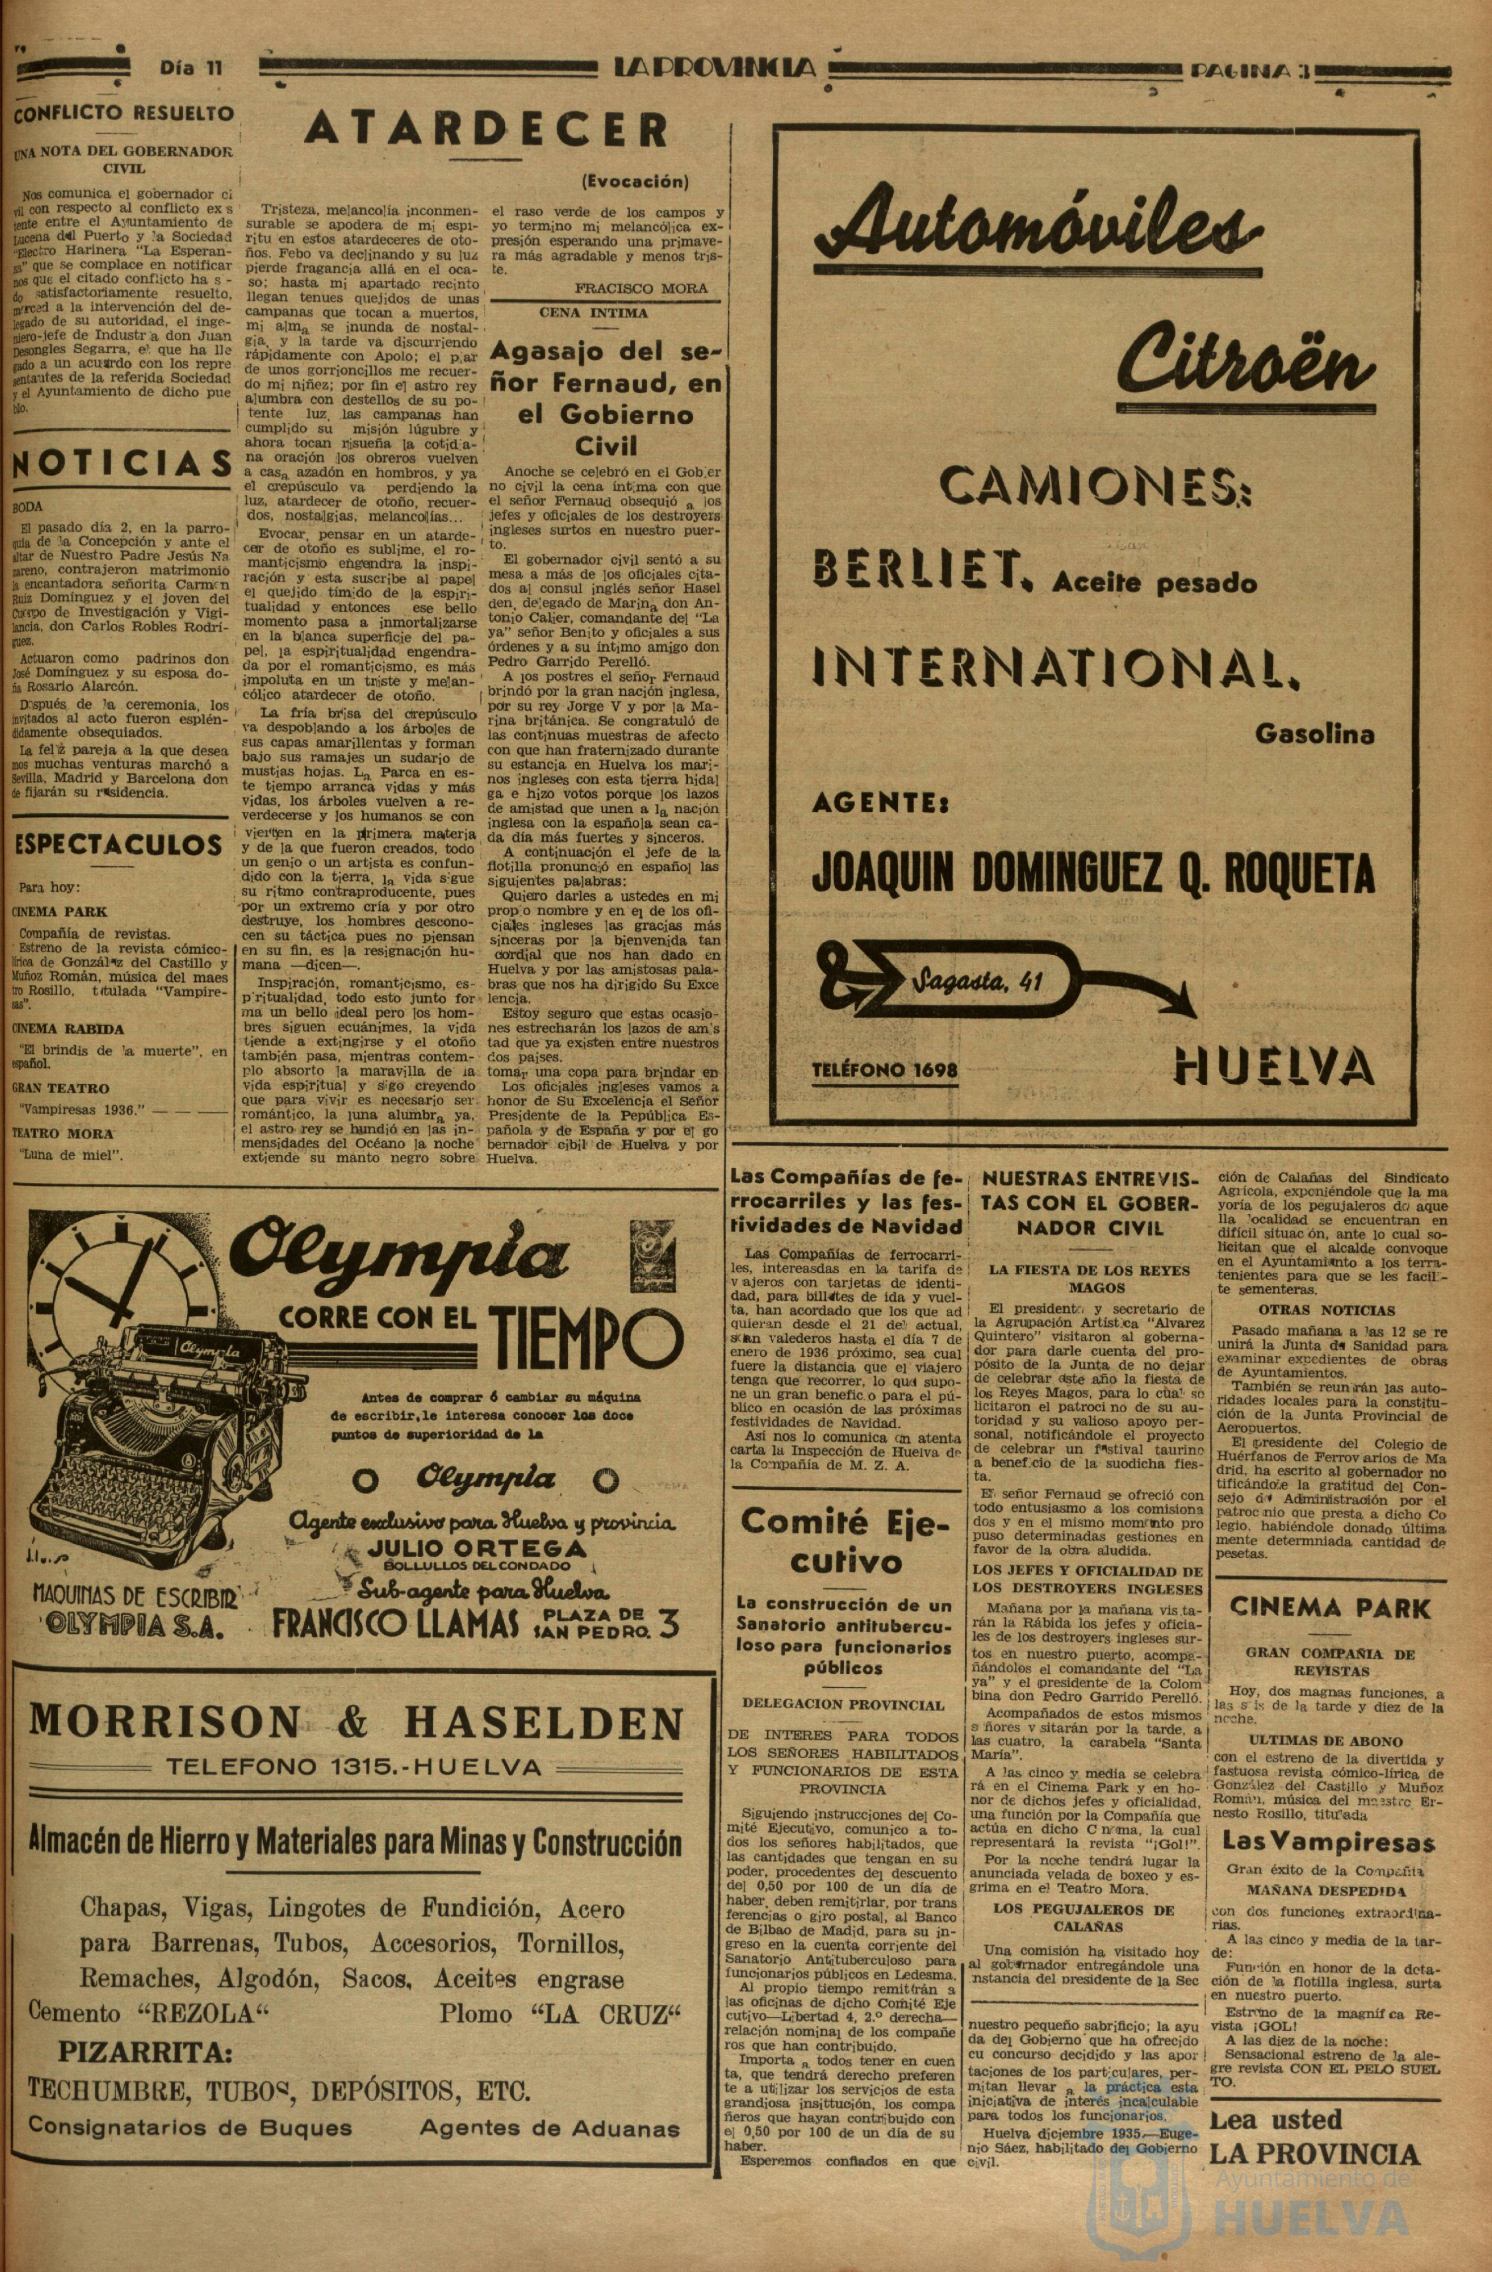 Día 11
LA PROVINCIA
PAGINA 3
CONFLICTO RESUELTO
UNA NOTA DEL GOBERNADOR
CIVIL
Nos comunica el gobernador ci
vil con respecto al conflicto exs
tente entre el Ayuntamiento de
Lucena del Puerto y la Sociedad
"Electro Harinera "La Esperan-
za" que se complace en notificar
nos que el citado conflicto ha s -
do satisfactoriamente resuelto,
merced a la intervención del de-
legado de su autoridad, el inge-
niero-jefe de Industria don Juan
Desongles Segarra, el que ha lle
gado a un acuerdo con los repre
sentantes de la referida Sociedad
y el Ayuntamiento de dicho pue
blo.
NOTICIAS
BODA
El pasado día 2, en la parro-
quia de la Concepción y ante el
altar de Nuestro Padre Jesús Na
zareno, contrajeron matrimonio
la encantadora señorita Carmen
Ruiz Domínguez y el joven del
Cuerpo de Investigación y Vigi-
lancia, don Carlos Robles Rodrí-
guez.
Actuaron como padrinos don
José Domínguez y su esposa do-
ña Rosario Alarcón.
Después de la ceremonia, los
invitados al acto fueron esplén-
didamente obsequiados.
La feliz pareja a la que desea
mos muchas venturas marchó a
Sevilla, Madrid y Barcelona don
de fijarán su residencia.
ESPECTACULOS
Para hoy:
CINEMA PARK
Compañía de revistas.
Estreno de la revista cómico-
lírica de González del Castillo y
Muñoz Román, música del maes
tro Rosillo, titulada "Vampire-
sas".
CINEMA RABIDA
"El brindis de la muerte", en
español.
GRAN TEATRO
"Vampiresas 1936." — — —
TEATRO MORA
"Luna de miel".
ATARDECER
(Evocación)
Tristeza, melancolía inconmen-
surable se apodera de mi espi-
ritu en estos atardeceres de oto-
ños. Febo va declinando y su luz
pierde fragancia allá en el oca-
so; hasta mi apartado recinto
llegan tenues quejidos de unas
campanas que tocan a muertos,
mi alma se inunda de nostal-
gia, y la tarde va discurriendo
rápidamente con Apolo; el piar
de unos gorrioncillos me recuer-
do mi niñez; por fin el astro rey
alumbra con destellos de su po-
tente luz, las campanas han
cumplido su misión lúgubre y
ahora tocan risueña la cotidia-
na oración los obreros vuelven
a casa azadón en hombros, y ya
el crepúsculo va perdiendo la
luz, atardecer de otoño, recuer-
dos, nostalgias, melancolías...
Evocar, pensar en un atarde-
cer de otoño es sublime, el ro-
manticismo engendra la inspi-
ración y esta suscribe al papel
el quejido tímido de la espiri-
tualidad y entonces ese bello
momento pasa a inmortalizarse
en la blanca superficie del pa-
pel, la espiritualidad engendra-
da por el romanticismo, es más
impoluta en un triste y melan-
cólico atardecer de otoño.
La fría brisa del crepúsculo
va despoblando a los árboles de
sus capas amarillentas y forman
bajo sus ramajes un sudario de
mustias hojas. La Parca en es-
te tiempo arranca vidas y más
vidas, los árboles vuelven a re-
verdecerse y los humanos se con
vierten en la primera materia
y de la que fueron creados, todo
un genio o un artista es confun-
dido con la tierra, la vida sigue
su ritmo contraproducente, pues
por un extremo cría y por otro
destruye, los hombres descono-
cen su táctica pues no piensan
en su fin, es la resignación hu-
mana —dicen—.
Inspiración, romanticismo, es-
piritualidad, todo esto junto for
ma un bello ideal pero los hom-
bres siguen ecuánimes, la vida
tiende a extingirse y el otoño
también pasa, mientras contem-
plo absorto la maravilla de la
vida espiritual y sigo creyendo
que para vivir es necesario ser
romántico, la luna alumbra ya,
el astro rey se hundió en las in-
mensidades del Océano la noche
extiende su manto negro sobre
el raso verde de los campos y
yo termino mi melancólica ex-
presión esperando una primave-
ra más agradable y menos tris-
te.
FRACISCO MORA
CENA INTIMA
Agasajo del se-
ñor Fernaud, en
el Gobierno
Civil
Anoche se celebró en el Gobier
no civil la cena íntima con que
el señor Fernaud obsequió a los
jefes y oficiales de los destroyers
ingleses surtos en nuestro puer-
to.
El gobernador civil sentó a su
mesa a más de los oficiales cita-
dos al consul inglés señor Hasel
den, delegado de Marina don An-
tonio Calier, comandante del "La
ya" señor Benito y oficiales a sus
órdenes y a su íntimo amigo don
Pedro Garrido Perelló.
A los postres el señor Fernaud
brindó por la gran nación inglesa,
por su rey Jorge V y por la Ma-
rina británica. Se congratuló de
las continuas muestras de afecto
con que han fraternizado durante
su estancia en Huelva los mari-
nos ingleses con esta tierra hidal
ga e hizo votos porque los lazos
de amistad que unen a la nación
inglesa con la española sean ca-
da día más fuertes y sinceros.
A continuación el jefe de la
flotilla pronunció en español las
siguientes palabras:
Quiero darles a ustedes en mi
propio nombre y en el de los ofi-
ciales ingleses las gracias más
sinceras por la bienvenida tan
cordial que nos han dado en
Huelva y por las amistosas pala-
bras que nos ha dirigido Su Exce
lencia.
Estoy seguro que estas ocasio-
nes estrecharán los lazos de amis
tad que ya existen entre nuestros
dos paises.
tomar una copa para brindar en
Los oficiales ingleses vamos a
honor de Su Excelencia el Señor
Presidente de la Pepública Es-
pañola y de España y por el go
bernador cibil de Huelva y por
Huelva.
Automóviles
Citroën
CAMIONES:
BERLIET. Aceite pesado
INTERNATIONAL.
Gasolina
AGENTE:
JOAQUIN DOMINGUEZ Q. ROQUETA
Sagasta, 41
TELÉFONO 1698
HUELVA
Olympia
CORRE CON EL TIEMPO
Olympia
Antes de comprar ó cambiar su máquina
de escribir, le interesa conocer los doce
puntos de superioridad de la
Olympia
Agente exclusivo para Huelva y provincia
JULIO ORTEGA
BOLLULLOS DEL CONDADO
Sub-agente para Huelva
FRANCISCO LLAMAS PLAZA DE SAN PEDRO. 3
MAQUINAS DE ESCRIBIR
OLYMPIA S.A.
MORRISON & HASELDEN
TELEFONO 1315.-HUELVA
Almacén de Hierro y Materiales para Minas y Construcción
Chapas, Vigas, Lingotes de Fundición, Acero
para Barrenas, Tubos, Accesorios, Tornillos,
Remaches, Algodón, Sacos, Aceites engrase
Cemento “REZOLA“ Plomo “LA CRUZ“
PIZARRITA:
TECHUMBRE, TUBOS, DEPÓSITOS, ETC.
Consignatarios de Buques Agentes de Aduanas
Las Compañías de fe-
rrocarriles y las fes-
tividades de Navidad
Las Compañías de ferrocarri-
les, intereasdas en la tarifa de
viajeros con tarjetas de identi-
dad, para billetes de ida y vuel-
ta, han acordado que los que ad
quieran desde el 21 del actual,
sean valederos hasta el día 7 de
enero de 1936 próximo, sea cual
fuere la distancia que el viajero
tenga que recorrer, lo que supo-
ne un gran beneficio para el pú-
blico en ocasión de las próximas
festividades de Navidad.
Así nos lo comunica en atenta
carta la Inspección de Huelva de
la Compañía de M. Z. A.
Comité Eje-
cutivo
La construcción de un
Sanatorio antitubercu-
loso para funcionarios
públicos
DELEGACION PROVINCIAL
DE INTERES PARA TODOS
LOS SEÑORES HABILITADOS
Y FUNCIONARIOS DE ESTA
PROVINCIA
Siguiendo instrucciones del Co-
mité Ejecutivo, comunico a to-
dos los señores habilitados, que
las cantidades que tengan en su
poder, procedentes del descuento
del 0,50 por 100 de un día de
haber, deben remitirlar, por trans
ferencias o giro postal, al Banco
de Bilbao de Madrid, para su in-
greso en la cuenta corriente del
Sanatorio Antituberculoso para
funcionarios públicos en Ledesma.
Al propio tiempo remitirán a
las oficinas de dicho Comité Eje
cutivo—Libertad 4, 2.º derecha—
relación nominal de los compañe
ros que han contribuido.
Importa a todos tener en cuen
ta, que tendrá derecho preferen
te a utilizar los servicios de esta
grandiosa insittución, los compa
ñeros que hayan contribuido con
el 0,50 por 100 de un día de su
haber.
Esperemos confiados en que
nuestro pequeño sabrificio; la ayu
da del Gobierno que ha ofrecido
cu concurso decidido y las apor
taciones de los particulares, per-
mitan llevar a la práctica esta
iniciativa de interés incalculable
para todos los funcionarios.
Huelva diciembre 1935.—Euge-
nio Sáez, habilitado del Gobierno
civil.
NUESTRAS ENTREVIS-
TAS CON EL GOBER-
NADOR CIVIL
LA FIESTA DE LOS REYES
MAGOS
El presidente y secretario de
la Agrupación Artística "Alvarez
Quintero" visitaron al goberna-
dor para darle cuenta del pro-
pósito de la Junta de no dejar
de celebrar este año la fiesta de
los Reyes Magos, para lo cual so
licitaron el patrocino de su au-
toridad y su valioso apoyo per-
sonal, notificándole el proyecto
de celebrar un festival taurino
a beneficio de la suodicha fies-
ta.
El señor Fernaud se ofreció con
todo entusiasmo a los comisiona
dos y en el mismo momento pro
puso determinadas gestiones en
favor de la obra aludida.
LOS JEFES Y OFICIALIDAD DE
LOS DESTROYERS INGLESES
Mañana por la mañana visita-
rán la Rábida los jefes y oficia-
les de los destroyers ingleses sur-
tos en nuestro puerto, acompa-
ñándolos el comandante del "La
ya" y el presidente de la Colom
bina don Pedro Garrido Perelló.
Acompañados de estos mismos
señores visitarán por la tarde, a
las cuatro, la carabela "Santa
María".
A las cinco y media se celebra
rá en el Cinema Park y en ho-
nor de dichos jefes y oficialidad,
una función por la Compañía que
actúa en dicho Cinema, la cual
representará la revista "¡Gol!".
Por la noche tendrá lugar la
anunciada velada de boxeo y es-
grima en el Teatro Mora.
LOS PEGUJALEROS DE
CALAÑAS
Una comisión ha visitado hoy
al gobernador entregándole una
instancia del presidente de la Sec
ción de Calañas del Sindicato
Agrícola, exponiéndole que la ma
yoría de los pegujaleros de aque
lla localidad se encuentran en
difícil situación, ante lo cual so-
licitan que el alcalde convoque
en el Ayuntamiento a los terra-
tenientes para que se les facili-
te sementeras.
OTRAS NOTICIAS
Pasado mañana a las 12 se re
unirá la Junta de Sanidad para
examinar expedientes de obras
de Ayuntamientos.
También se reunirán las auto-
ridades locales para la constitu-
ción de la Junta Provincial de
Aeropuertos.
El presidente del Colegio de
Huérfanos de Ferroviarios de Ma
drid, ha escrito al gobernador no
tificándole la gratitud del Con-
sejo de Administración por el
patrocinio que presta a dicho Co
legio, habiéndole donado última
mente determniada cantidad de
pesetas.
CINEMA PARK
GRAN COMPAÑIA DE
REVISTAS
Hoy, dos magnas funciones, a
las seis de la tarde y diez de la
noche.
ULTIMAS DE ABONO
con el estreno de la divertida y
fastuosa revista cómico-lírica de
González del Castillo y Muñoz
Román, música del maestro Er-
nesto Rosillo, titulada
Las Vampiresas
Gran éxito de la Compañía
MAÑANA DESPEDIDA
con dos funciones extraordina-
rias.
A las cinco y media de la tar-
de:
Función en honor de la dota-
ción de la flotilla inglesa, surta
en nuestro puerto.
Estreno de la magnífica Re-
vista ¡GOL!
A las diez de la noche:
Sensacional estreno de la ale-
gre revista CON EL PELO SUEL
TO.
Lea usted
LA PROVINCIA
Ayuntamiento de
HUELVA